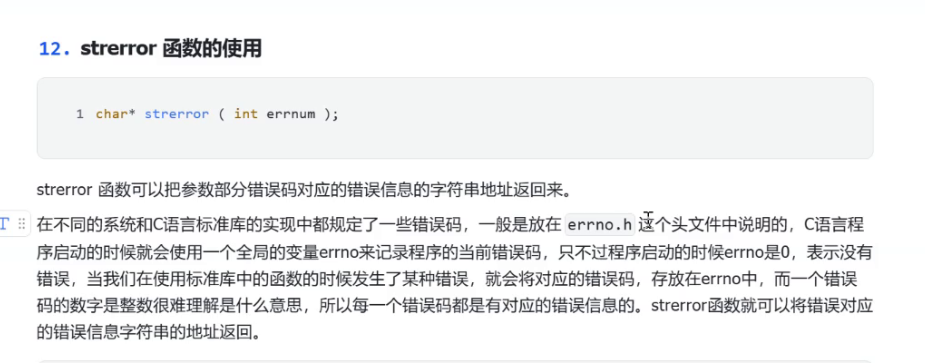 12. strerror 函数的使用
1 char* strerror ( int errnum );
strerror 函数可以把参数部分错误码对应的错误信息的字符串地址返回来。
在不同的系统和C语言标准库的实现中都规定了一些错误码，一般是放在 errno.h 这个头文件中说明的，C语言程
序启动的时候就会使用一个全局的变量errno来记录程序的当前错误码，只不过程序启动的时候errno是0，表示没有
错误，当我们在使用标准库中的函数的时候发生了某种错误，就会将对应的错误码，存放在errno中，而一个错误
码的数字是整数很难理解是什么意思，所以每一个错误码都是有对应的错误信息的。strerror函数就可以将错误对应
的错误信息字符串的地址返回。